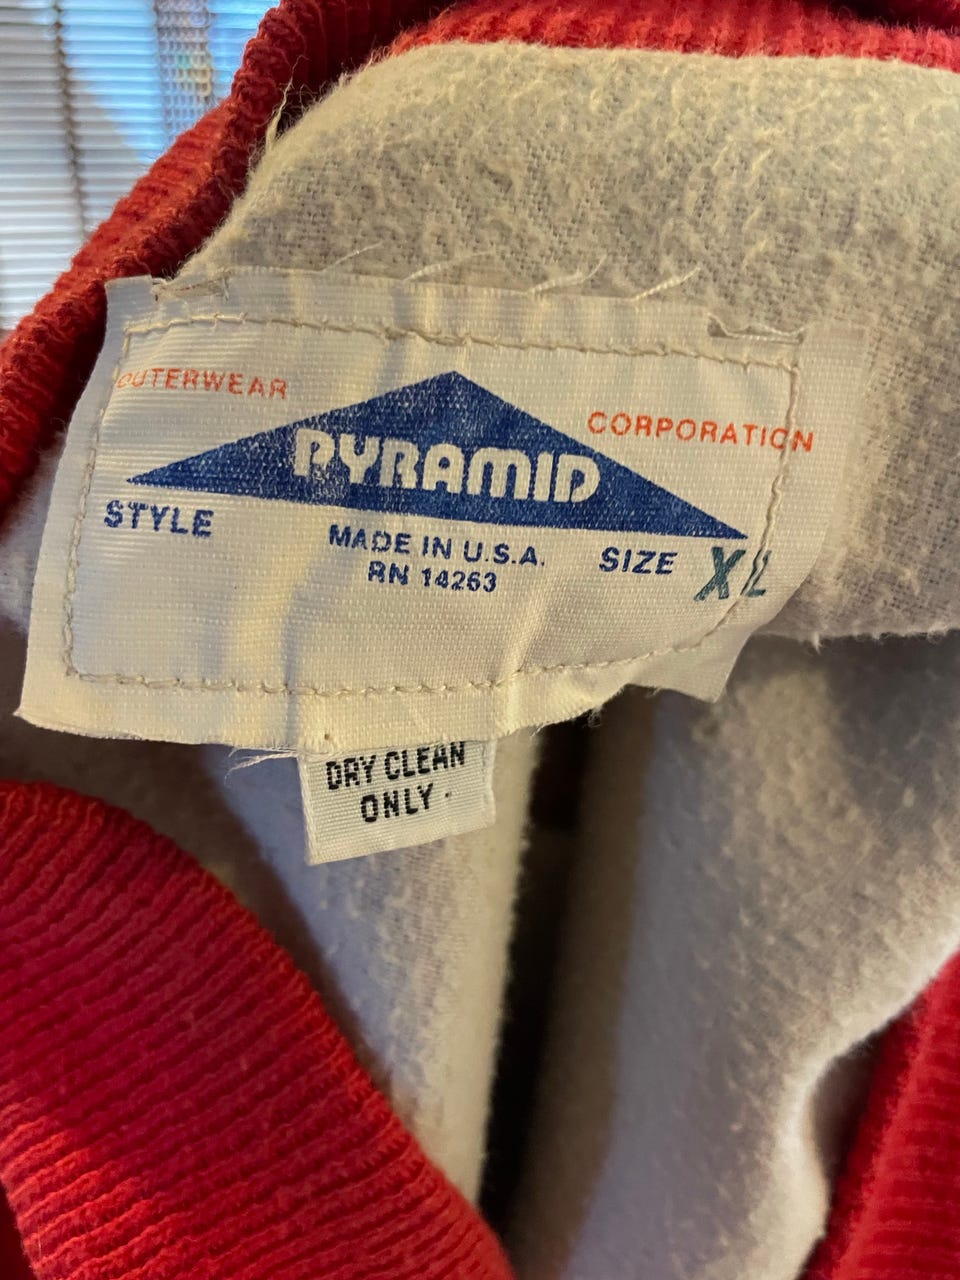 OUTERWEAR
CORPORATION
PYRAMID
STYLE
MADE IN U.S.A.
SIZE XL
RN 14263
DRY CLEAN
ONLY.